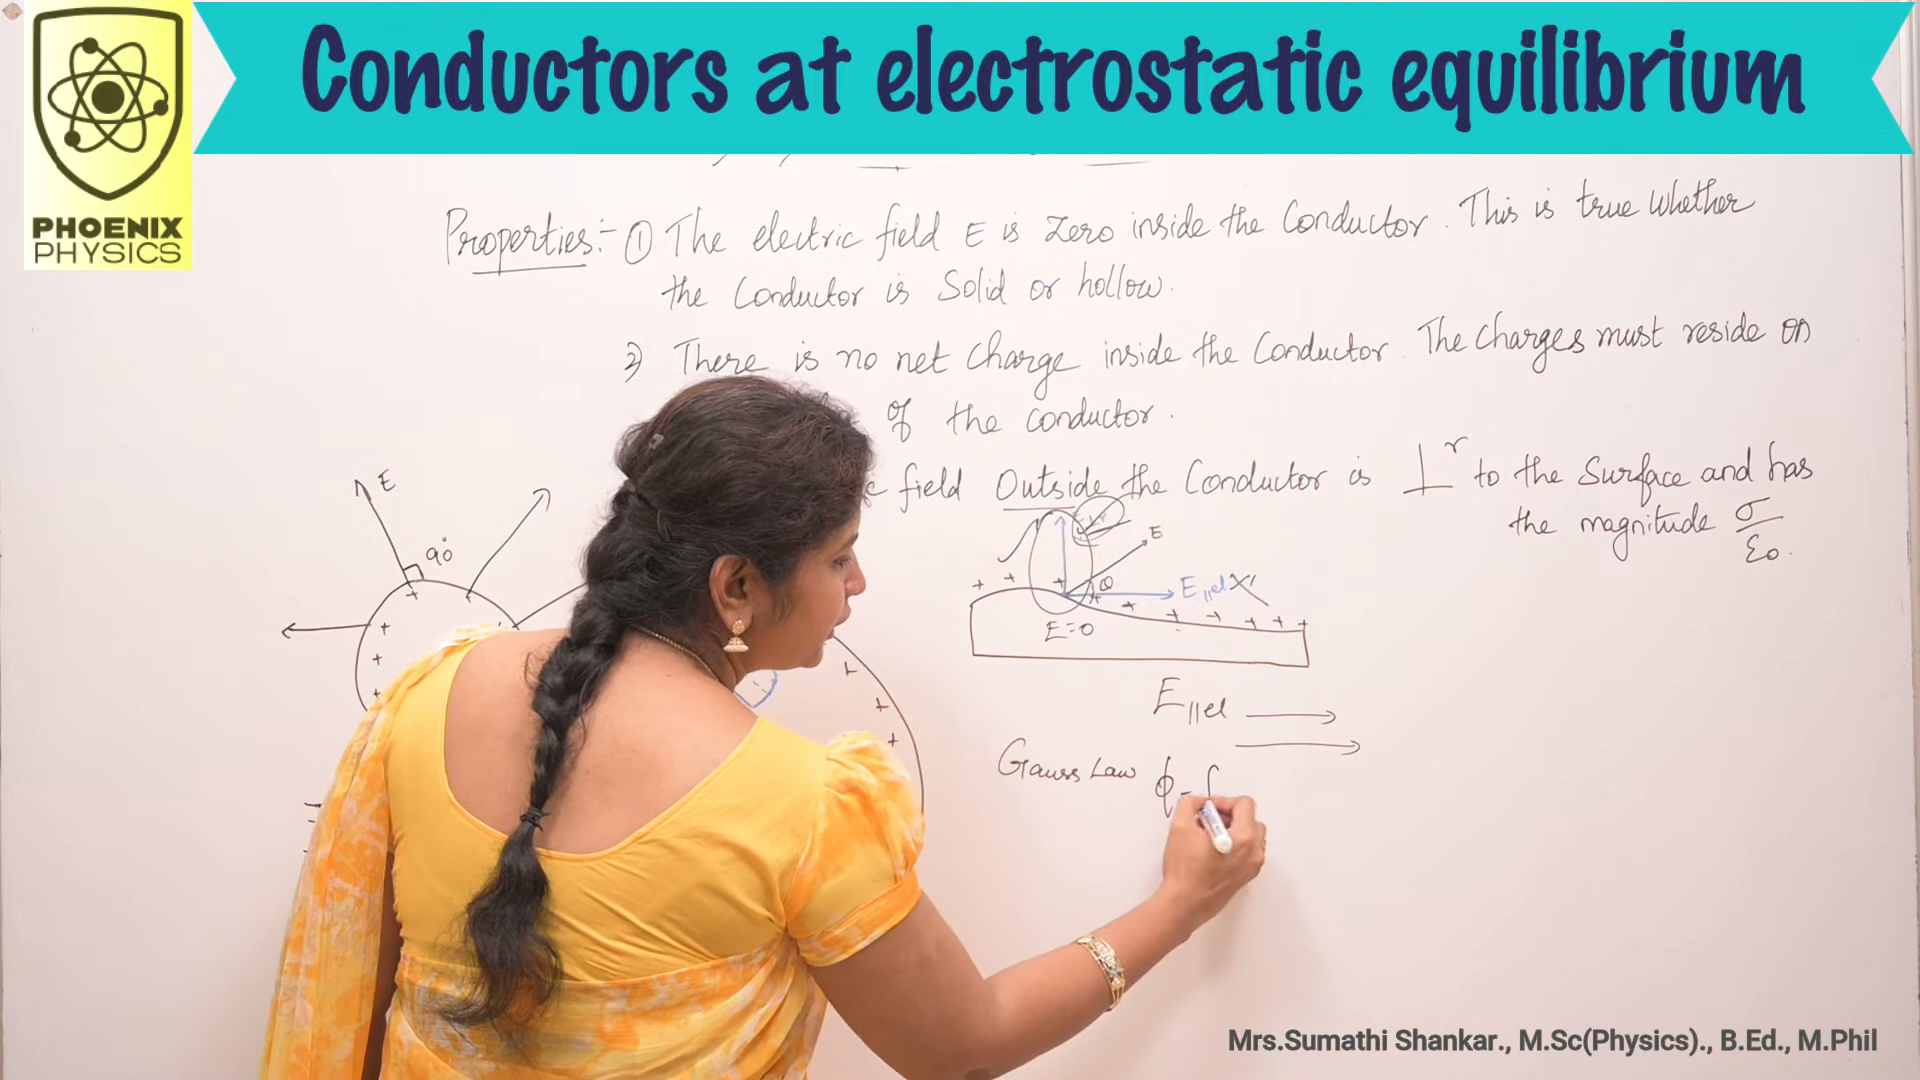 Conductors at electrostatic equilibrium
PHOENIX
PHYSICS
Properties:- ① The electric field E is zero inside the Conductor. This is true whether
the Conductor is Solid or hollow.
2) There is no net charge inside the Conductor. The charges must reside on
of the conductor.
field Outside the Conductor is ⊥r to the Surface and has
the magnitude σ/ε0.
E
90°
E
θ
E||el X
E=0
E||el
Gauss Law ϕ = ∫
Mrs.Sumathi Shankar., M.Sc(Physics)., B.Ed., M.Phil